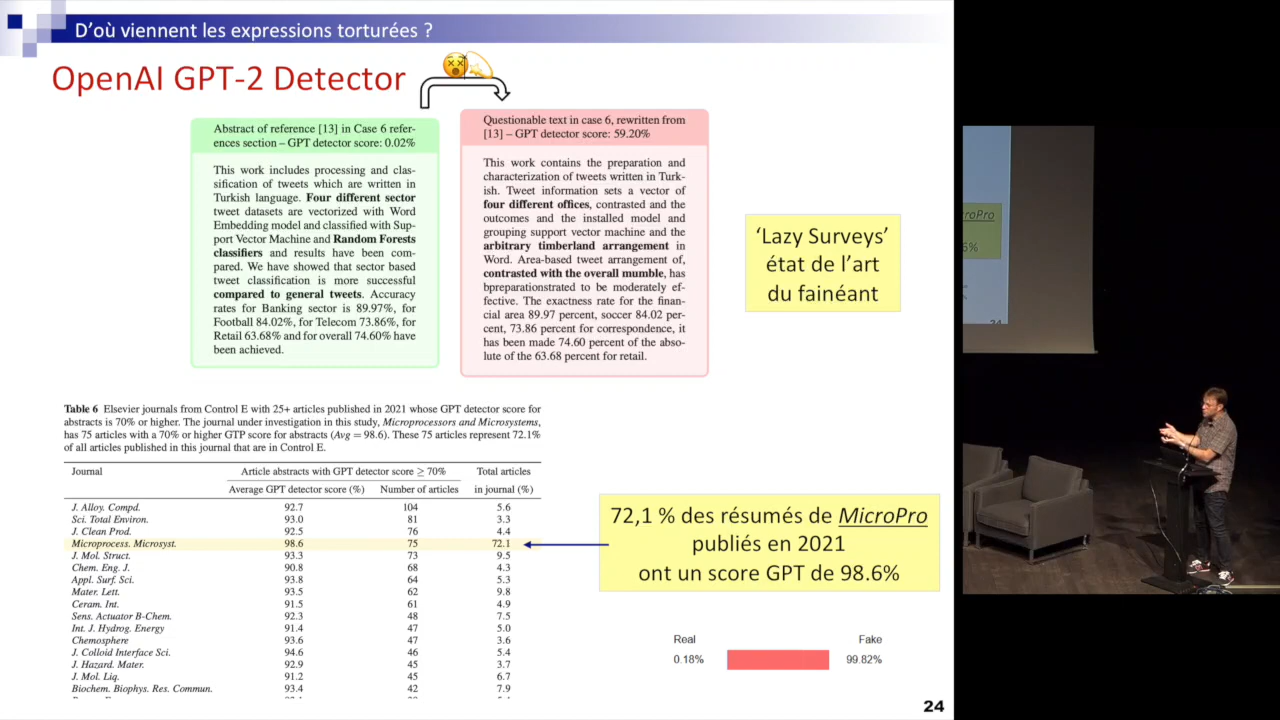 D'où viennent les expressions torturées ?
OpenAI GPT-2 Detector
Abstract of reference [13] in Case 6 refer-
ences section – GPT detector score: 0.02%
This work includes processing and clas-
sification of tweets which are written in
Turkish language. Four different sector
tweet datasets are vectorized with Word
Embedding model and classified with Sup-
port Vector Machine and Random Forests
classifiers and results have been com-
pared. We have showed that sector based
tweet classification is more successful
compared to general tweets. Accuracy
rates for Banking sector is 89.97%, for
Football 84.02%, for Telecom 73.86%, for
Retail 63.68% and for overall 74.60% have
been achieved.
Questionable text in case 6, rewritten from
[13] – GPT detector score: 59.20%
This work contains the preparation and
characterization of tweets written in Turk-
ish. Tweet information sets a vector of
four different offices, contrasted and the
outcomes and the installed model and
grouping support vector machine and the
arbitrary timberland arrangement in
Word. Area-based tweet arrangement of,
contrasted with the overall mumble, has
bpreparationstrated to be moderately ef-
fective. The exactness rate for the finan-
cial area 89.97 percent, soccer 84.02 per-
cent, 73.86 percent for correspondence, it
has been made 74.60 percent of the abso-
lute of the 63.68 percent for retail.
'Lazy Surveys'
état de l'art
du fainéant
Table 6 Elsevier journals from Control E with 25+ articles published in 2021 whose GPT detector score for
abstracts is 70% or higher. The journal under investigation in this study, Microprocessors and Microsystems,
has 75 articles with a 70% or higher GTP score for abstracts (Avg = 98.6). These 75 articles represent 72.1%
of all articles published in this journal that are in Control E.
Journal Article abstracts with GPT detector score ≥ 70% Total articles
Average GPT detector score (%) Number of articles in journal (%)
J. Alloy. Compd. 92.7 104 5.6
Sci. Total Environ. 93.0 81 3.3
J. Clean Prod. 92.5 76 4.4
Microprocess. Microsyst. 98.6 75 72.1
J. Mol. Struct. 93.3 73 9.5
Chem. Eng. J. 90.8 68 4.3
Appl. Surf. Sci. 93.8 64 5.3
Mater. Lett. 93.5 62 9.8
Ceram. Int. 91.5 61 4.9
Sens. Actuator B-Chem. 92.3 48 7.5
Int. J. Hydrog. Energy 91.4 47 5.0
Chemosphere 93.6 47 3.6
J. Colloid Interface Sci. 94.6 46 5.4
J. Hazard. Mater. 92.9 45 3.7
J. Mol. Liq. 91.2 45 6.7
Biochem. Biophys. Res. Commun. 93.4 42 7.9
72,1 % des résumés de MicroPro
publiés en 2021
ont un score GPT de 98.6%
Real Fake
0.18% 99.82%
24